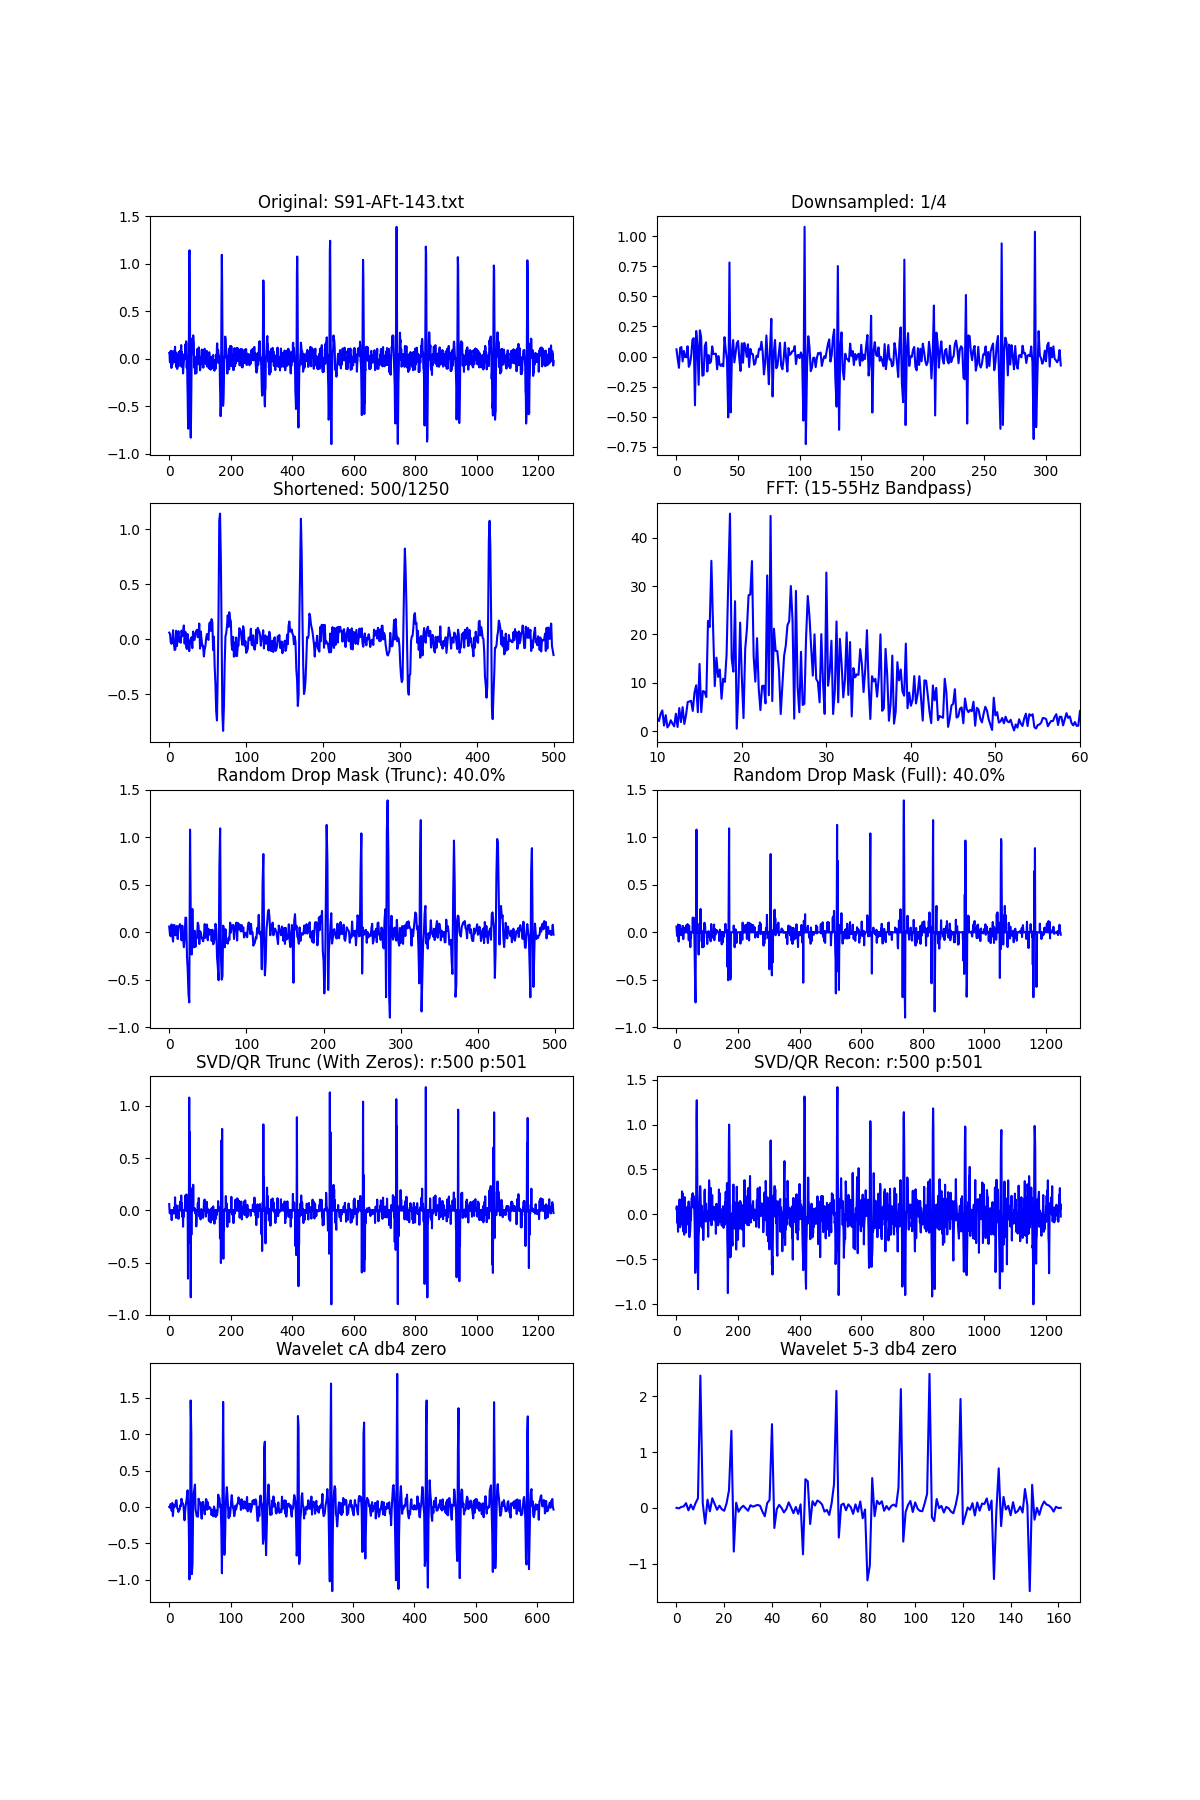 Original: S91-AFt-143.txt
1.5
1.0
0.5
0.0
−0.5
−1.0
0 200 400 600 800 1000 1200
Downsampled: 1/4
1.00
0.75
0.50
0.25
0.00
−0.25
−0.50
−0.75
0 50 100 150 200 250 300
Shortened: 500/1250
1.0
0.5
0.0
−0.5
0 100 200 300 400 500
FFT: (15-55Hz Bandpass)
40
30
20
10
0
10 20 30 40 50 60
Random Drop Mask (Trunc): 40.0%
1.5
1.0
0.5
0.0
−0.5
−1.0
0 100 200 300 400 500
Random Drop Mask (Full): 40.0%
1.5
1.0
0.5
0.0
−0.5
−1.0
0 200 400 600 800 1000 1200
SVD/QR Trunc (With Zeros): r:500 p:501
1.0
0.5
0.0
−0.5
−1.0
0 200 400 600 800 1000 1200
SVD/QR Recon: r:500 p:501
1.5
1.0
0.5
0.0
−0.5
−1.0
0 200 400 600 800 1000 1200
Wavelet cA db4 zero
1.5
1.0
0.5
0.0
−0.5
−1.0
0 100 200 300 400 500 600
Wavelet 5-3 db4 zero
2
1
0
−1
0 20 40 60 80 100 120 140 160